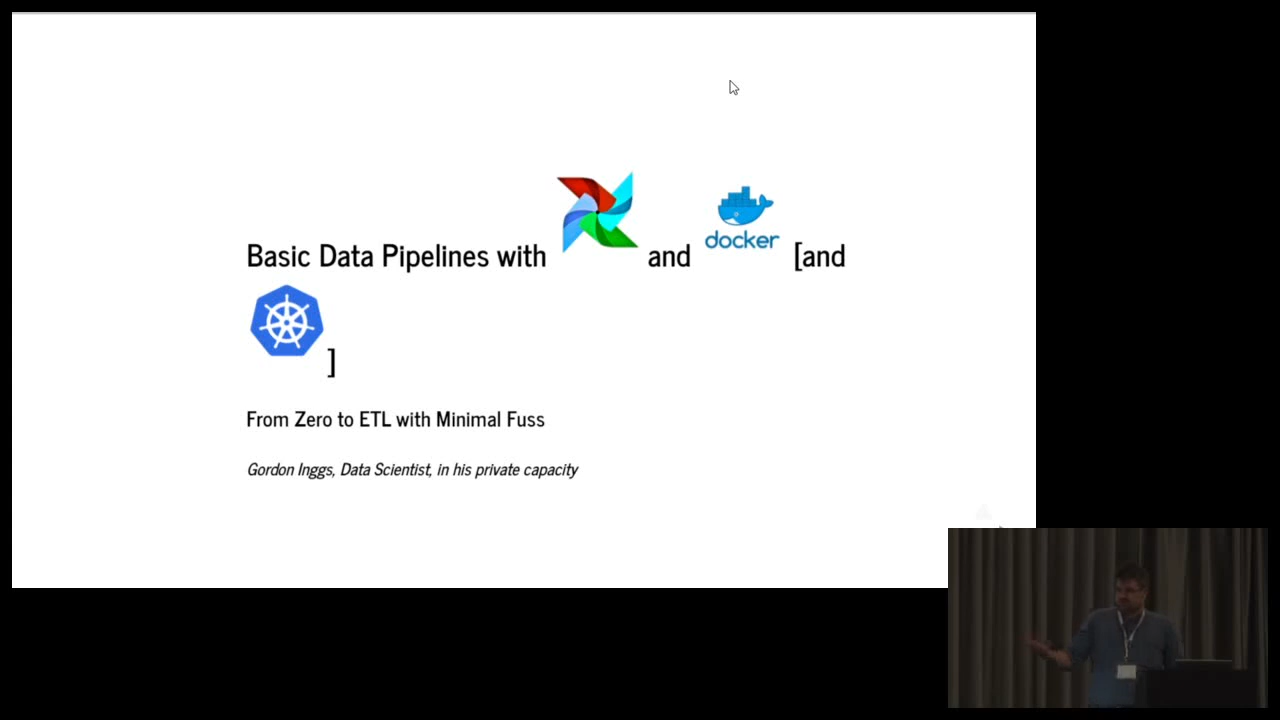 Basic Data Pipelines with and docker [and
]
From Zero to ETL with Minimal Fuss
Gordon Inggs, Data Scientist, in his private capacity